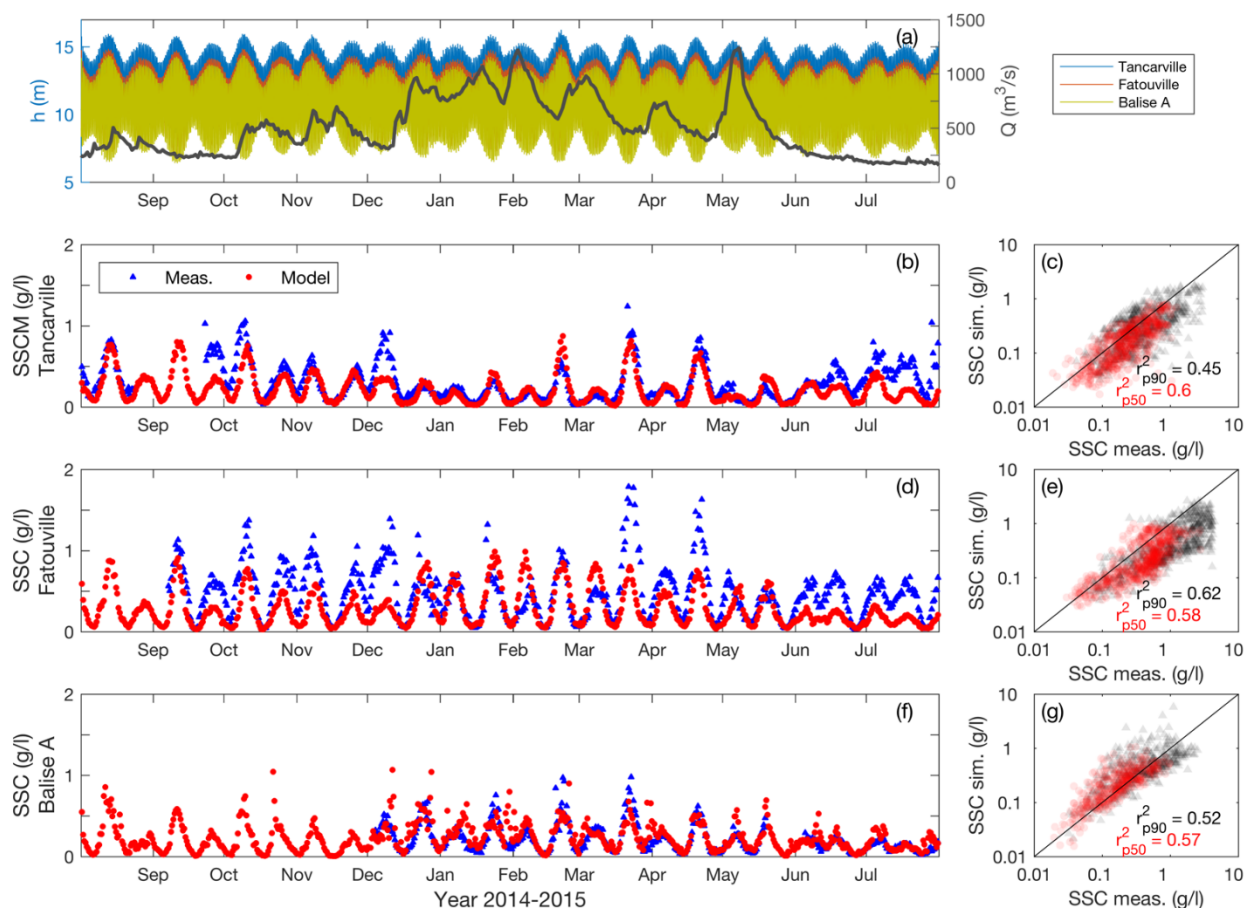 (a)
15
10
5
h (m)
1500
1000
500
0
Q (m³/s)
Sep Oct Nov Dec Jan Feb Mar Apr May Jun Jul
Tancarville
Fatouville
Balise A
(b)
2
1
0
SSCM (g/l)
Tancarville
Meas. Model
Sep Oct Nov Dec Jan Feb Mar Apr May Jun Jul
(c)
10
1
0.1
0.01
SSC sim. (g/l)
r²p90 = 0.45
r²p50 = 0.6
0.01 0.1 1 10
SSC meas. (g/l)
(d)
2
1
0
SSC (g/l)
Fatouville
Sep Oct Nov Dec Jan Feb Mar Apr May Jun Jul
(e)
10
1
0.1
0.01
SSC sim. (g/l)
r²p90 = 0.62
r²p50 = 0.58
0.01 0.1 1 10
SSC meas. (g/l)
(f)
2
1
0
SSC (g/l)
Balise A
Sep Oct Nov Dec Jan Feb Mar Apr May Jun Jul
Year 2014-2015
(g)
10
1
0.1
0.01
SSC sim. (g/l)
r²p90 = 0.52
r²p50 = 0.57
0.01 0.1 1 10
SSC meas. (g/l)